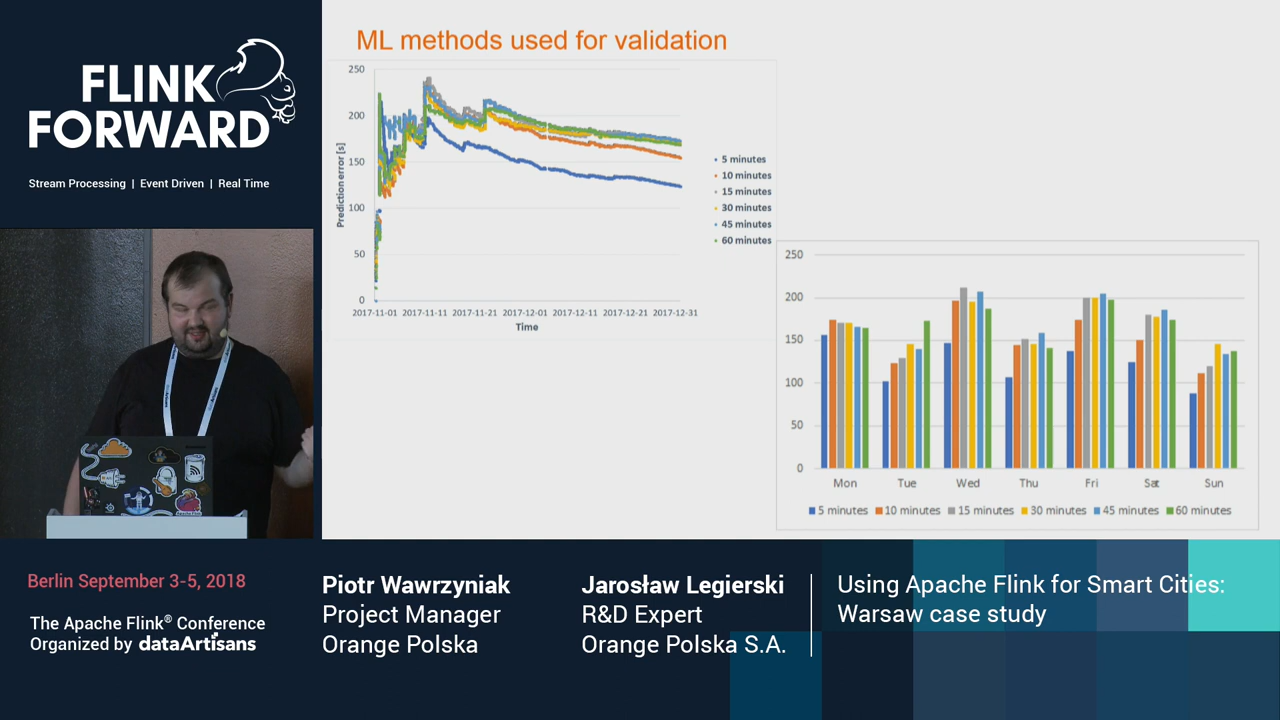 FLINK
FORWARD
Stream Processing | Event Driven | Real Time
ML methods used for validation
250
200
150
100
50
0
Prediction error [s]
2017-11-01 2017-11-11 2017-11-21 2017-12-01 2017-12-11 2017-12-21 2017-12-31
Time
5 minutes
10 minutes
15 minutes
30 minutes
45 minutes
60 minutes
250
200
150
100
50
0
Mon Tue Wed Thu Fri Sat Sun
5 minutes 10 minutes 15 minutes 30 minutes 45 minutes 60 minutes
Berlin September 3-5, 2018
The Apache Flink® Conference
Organized by dataArtisans
Piotr Wawrzyniak
Project Manager
Orange Polska
Jarosław Legierski
R&D Expert
Orange Polska S.A.
Using Apache Flink for Smart Cities:
Warsaw case study